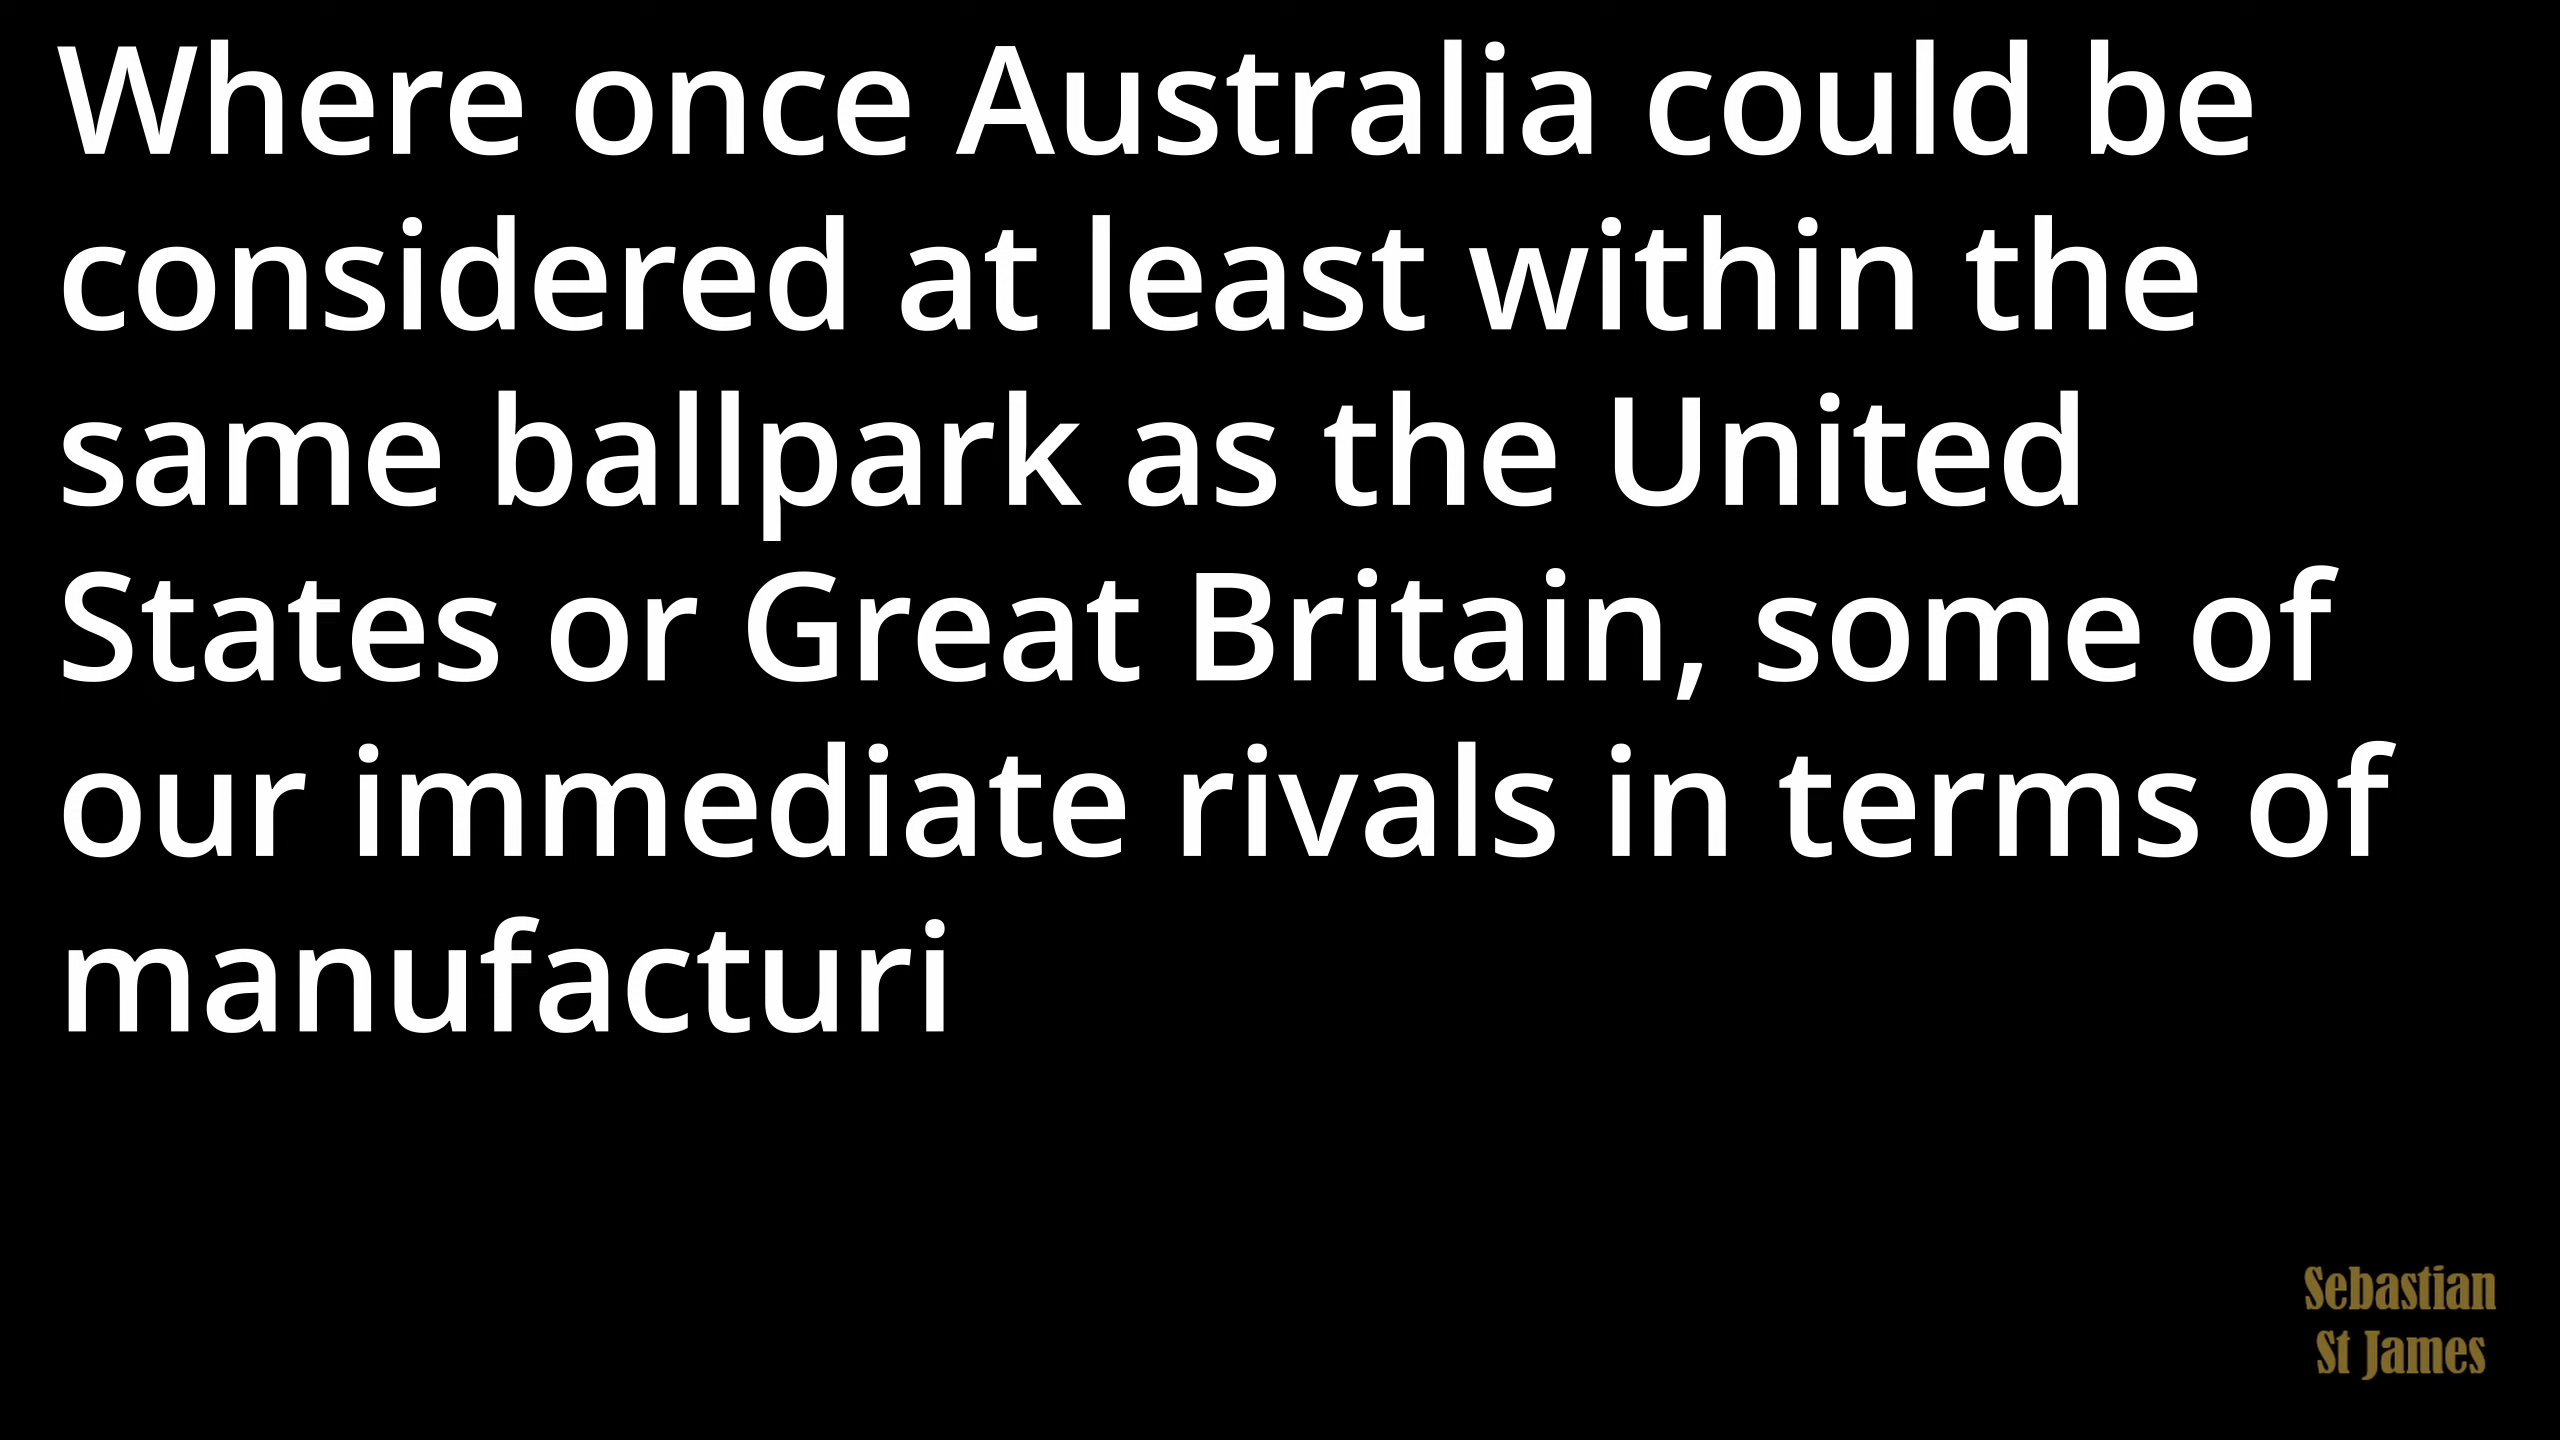 Where once Australia could be
considered at least within the
same ballpark as the United
States or Great Britain, some of
our immediate rivals in terms of
manufacturi
Sebastian
St James